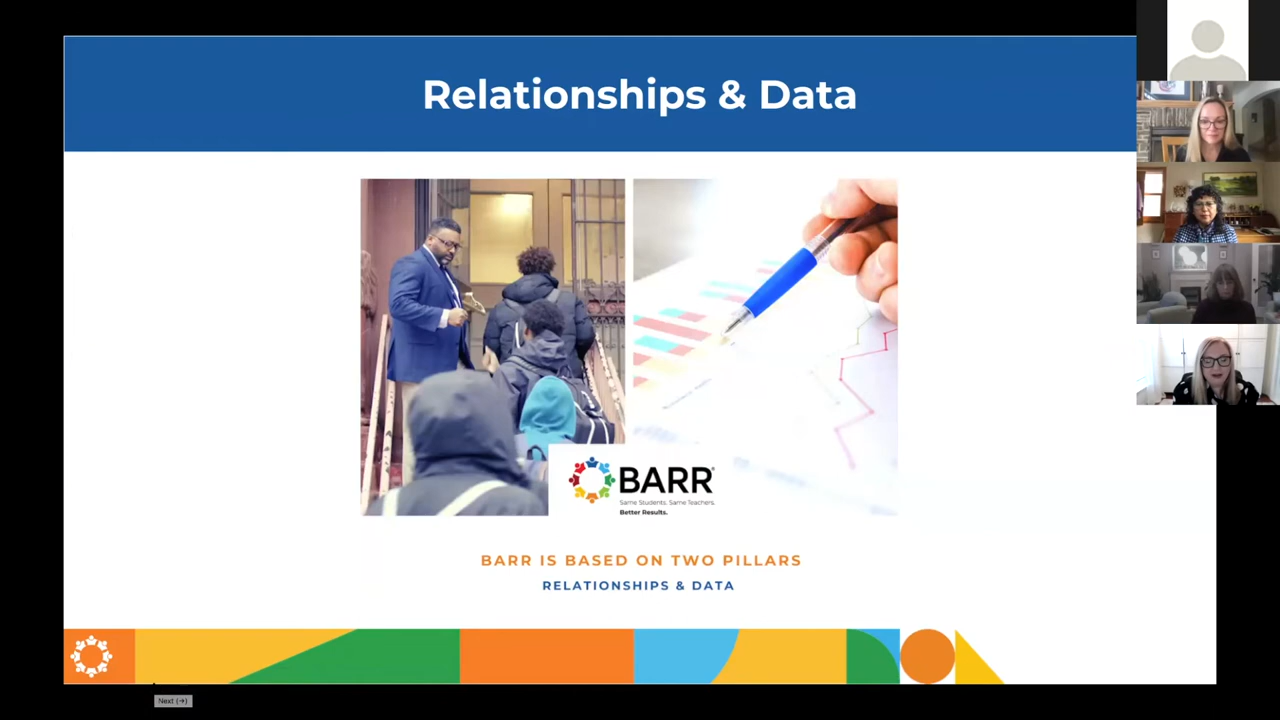 Relationships & Data
BARR®
Same Students. Same Teachers.
Better Results.
BARR IS BASED ON TWO PILLARS
RELATIONSHIPS & DATA
Next (→)